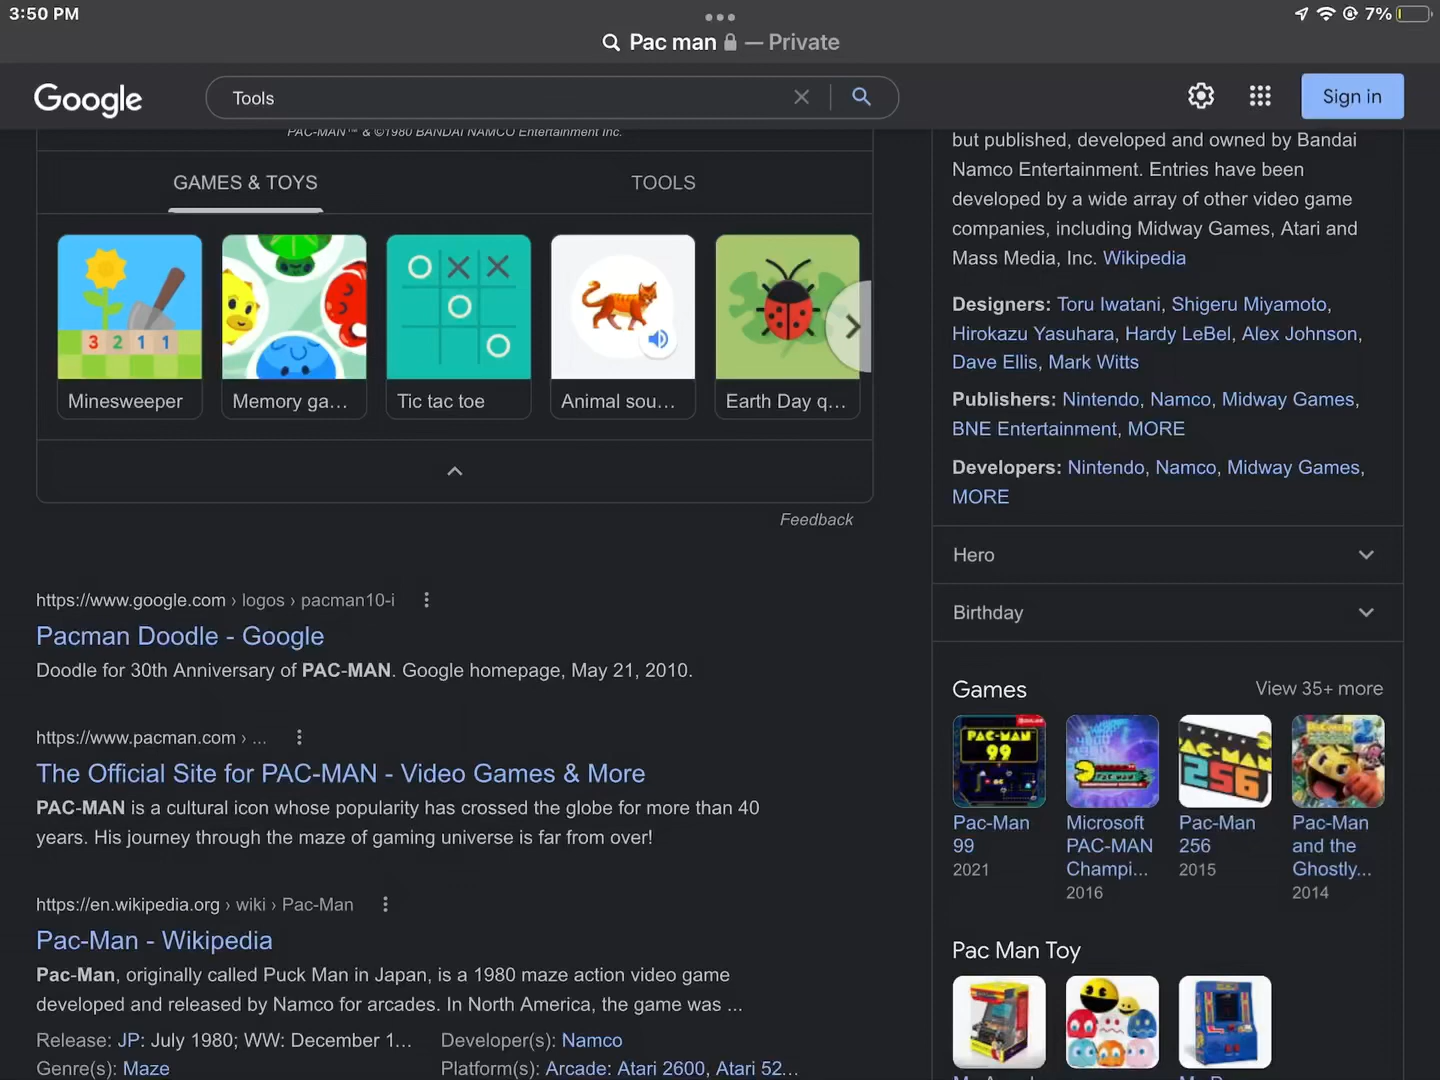 3:50 PM
7%
Pac man — Private
Google
Tools
Sign in
PAC-MAN™ & ©1980 BANDAI NAMCO Entertainment Inc.
GAMES & TOYS
TOOLS
3 2 1 1
Minesweeper
Memory ga...
Tic tac toe
Animal sou...
Earth Day q...
Feedback
https://www.google.com › logos › pacman10-i
Pacman Doodle - Google
Doodle for 30th Anniversary of PAC-MAN. Google homepage, May 21, 2010.
https://www.pacman.com › ...
The Official Site for PAC-MAN - Video Games & More
PAC-MAN is a cultural icon whose popularity has crossed the globe for more than 40
years. His journey through the maze of gaming universe is far from over!
https://en.wikipedia.org › wiki › Pac-Man
Pac-Man - Wikipedia
Pac-Man, originally called Puck Man in Japan, is a 1980 maze action video game
developed and released by Namco for arcades. In North America, the game was ...
Release: JP: July 1980; WW: December 1...
Developer(s): Namco
Genre(s): Maze
Platform(s): Arcade: Atari 2600, Atari 52...
but published, developed and owned by Bandai
Namco Entertainment. Entries have been
developed by a wide array of other video game
companies, including Midway Games, Atari and
Mass Media, Inc. Wikipedia
Designers: Toru Iwatani, Shigeru Miyamoto,
Hirokazu Yasuhara, Hardy LeBel, Alex Johnson,
Dave Ellis, Mark Witts
Publishers: Nintendo, Namco, Midway Games,
BNE Entertainment, MORE
Developers: Nintendo, Namco, Midway Games,
MORE
Hero
Birthday
Games
View 35+ more
PAC-MAN
99
AC-MAN
256
Pac-Man
99
2021
Microsoft
PAC-MAN
Champi...
2016
Pac-Man
256
2015
Pac-Man
and the
Ghostly...
2014
Pac Man Toy